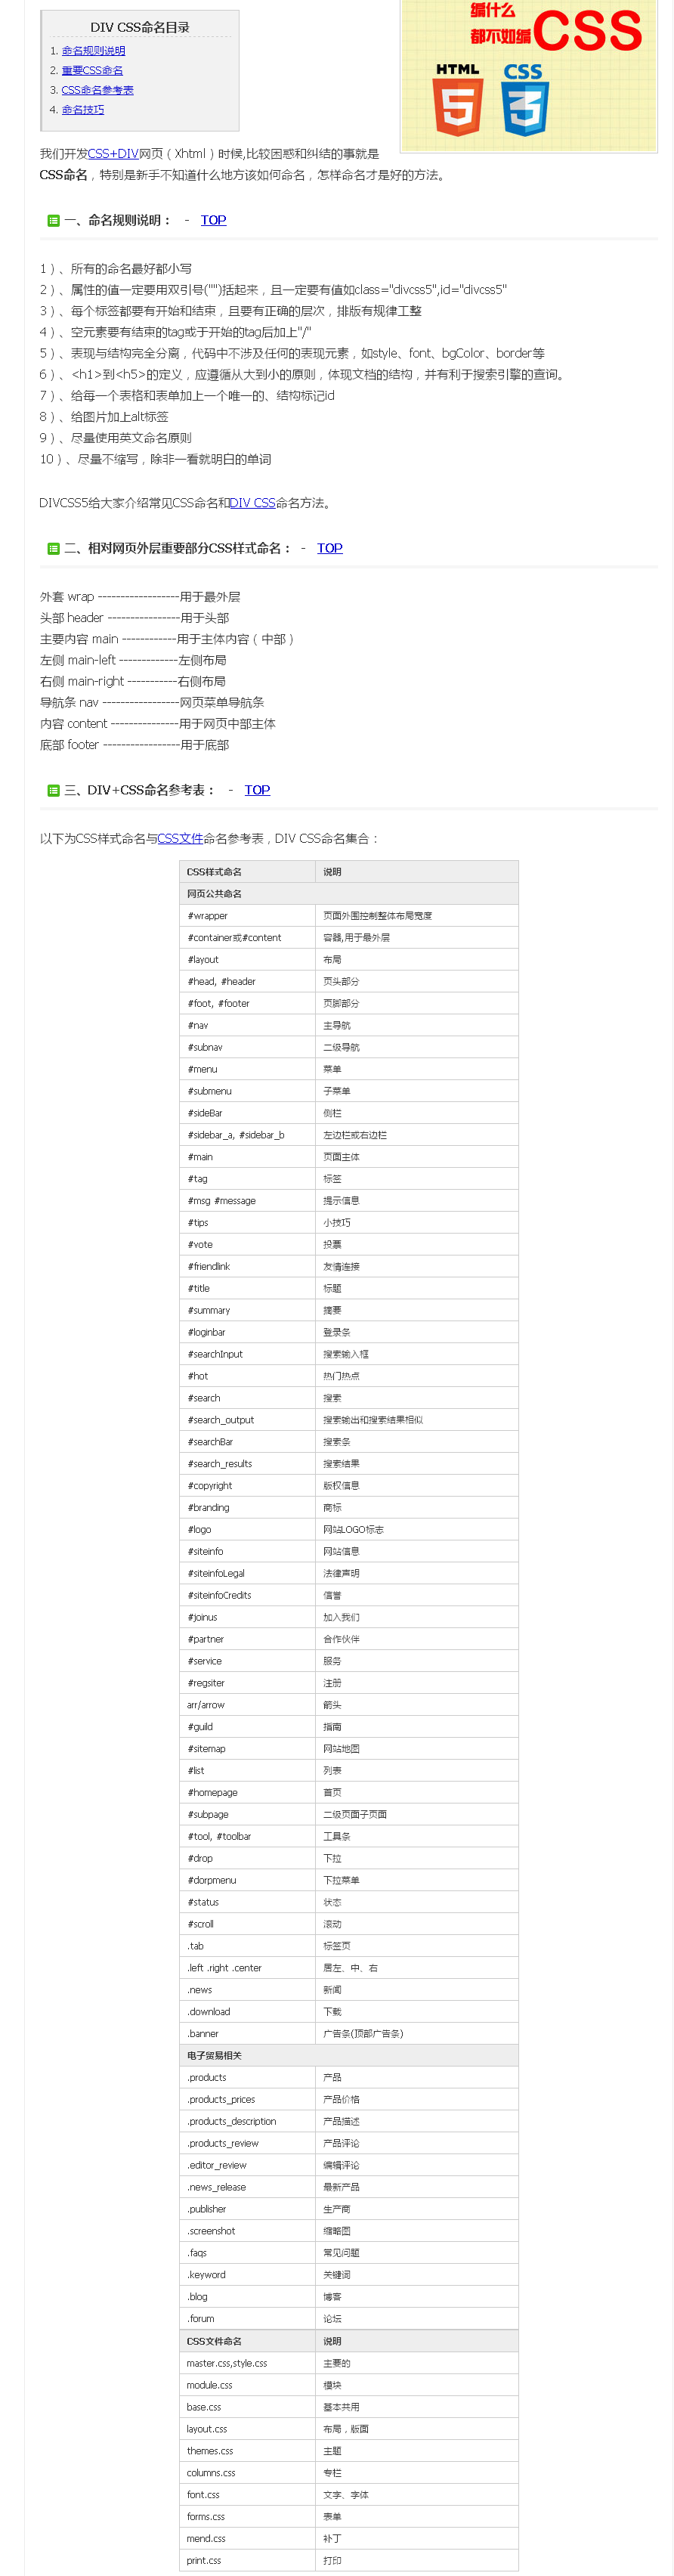 DIV CSS命名目录
1. 命名规则说明
2. 重要CSS命名
3. CSS命名参考表
4. 命名技巧
编什么
都不如编CSS
HTML CSS
5 3
我们开发CSS+DIV网页（Xhtml）时候,比较困惑和纠结的事就是
CSS命名，特别是新手不知道什么地方该如何命名，怎样命名才是好的方法。
一、命名规则说明： - TOP
1）、所有的命名最好都小写
2）、属性的值一定要用双引号("")括起来，且一定要有值如class="divcss5",id="divcss5"
3）、每个标签都要有开始和结束，且要有正确的层次，排版有规律工整
4）、空元素要有结束的tag或于开始的tag后加上"/"
5）、表现与结构完全分离，代码中不涉及任何的表现元素，如style、font、bgColor、border等
6）、<h1>到<h5>的定义，应遵循从大到小的原则，体现文档的结构，并有利于搜索引擎的查询。
7）、给每一个表格和表单加上一个唯一的、结构标记id
8）、给图片加上alt标签
9）、尽量使用英文命名原则
10）、尽量不缩写，除非一看就明白的单词
DIVCSS5给大家介绍常见CSS命名和DIV CSS命名方法。
二、相对网页外层重要部分CSS样式命名： - TOP
外套 wrap ------------------用于最外层
头部 header ----------------用于头部
主要内容 main ------------用于主体内容（中部）
左侧 main-left -------------左侧布局
右侧 main-right -----------右侧布局
导航条 nav -----------------网页菜单导航条
内容 content ---------------用于网页中部主体
底部 footer -----------------用于底部
三、DIV+CSS命名参考表： - TOP
以下为CSS样式命名与CSS文件命名参考表，DIV CSS命名集合：
CSS样式命名 说明
网页公共命名
#wrapper 页面外围控制整体布局宽度
#container或#content 容器,用于最外层
#layout 布局
#head, #header 页头部分
#foot, #footer 页脚部分
#nav 主导航
#subnav 二级导航
#menu 菜单
#submenu 子菜单
#sideBar 侧栏
#sidebar_a, #sidebar_b 左边栏或右边栏
#main 页面主体
#tag 标签
#msg #message 提示信息
#tips 小技巧
#vote 投票
#friendlink 友情连接
#title 标题
#summary 摘要
#loginbar 登录条
#searchInput 搜索输入框
#hot 热门热点
#search 搜索
#search_output 搜索输出和搜索结果相似
#searchBar 搜索条
#search_results 搜索结果
#copyright 版权信息
#branding 商标
#logo 网站LOGO标志
#siteinfo 网站信息
#siteinfoLegal 法律声明
#siteinfoCredits 信誉
#joinus 加入我们
#partner 合作伙伴
#service 服务
#regsiter 注册
arr/arrow 箭头
#guild 指南
#sitemap 网站地图
#list 列表
#homepage 首页
#subpage 二级页面子页面
#tool, #toolbar 工具条
#drop 下拉
#dorpmenu 下拉菜单
#status 状态
#scroll 滚动
.tab 标签页
.left .right .center 居左、中、右
.news 新闻
.download 下载
.banner 广告条(顶部广告条)
电子贸易相关
.products 产品
.products_prices 产品价格
.products_description 产品描述
.products_review 产品评论
.editor_review 编辑评论
.news_release 最新产品
.publisher 生产商
.screenshot 缩略图
.faqs 常见问题
.keyword 关键词
.blog 博客
.forum 论坛
CSS文件命名 说明
master.css,style.css 主要的
module.css 模块
base.css 基本共用
layout.css 布局，版面
themes.css 主题
columns.css 专栏
font.css 文字、字体
forms.css 表单
mend.css 补丁
print.css 打印